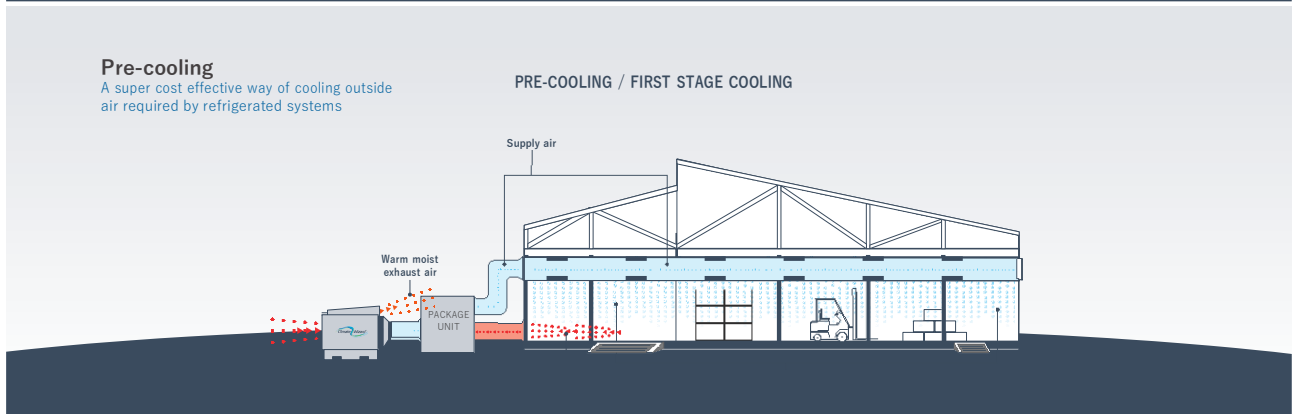 Pre-cooling
A super cost effective way of cooling outside
air required by refrigerated systems
PRE-COOLING / FIRST STAGE COOLING
Supply air
Warm moist
exhaust air
PACKAGE
UNIT